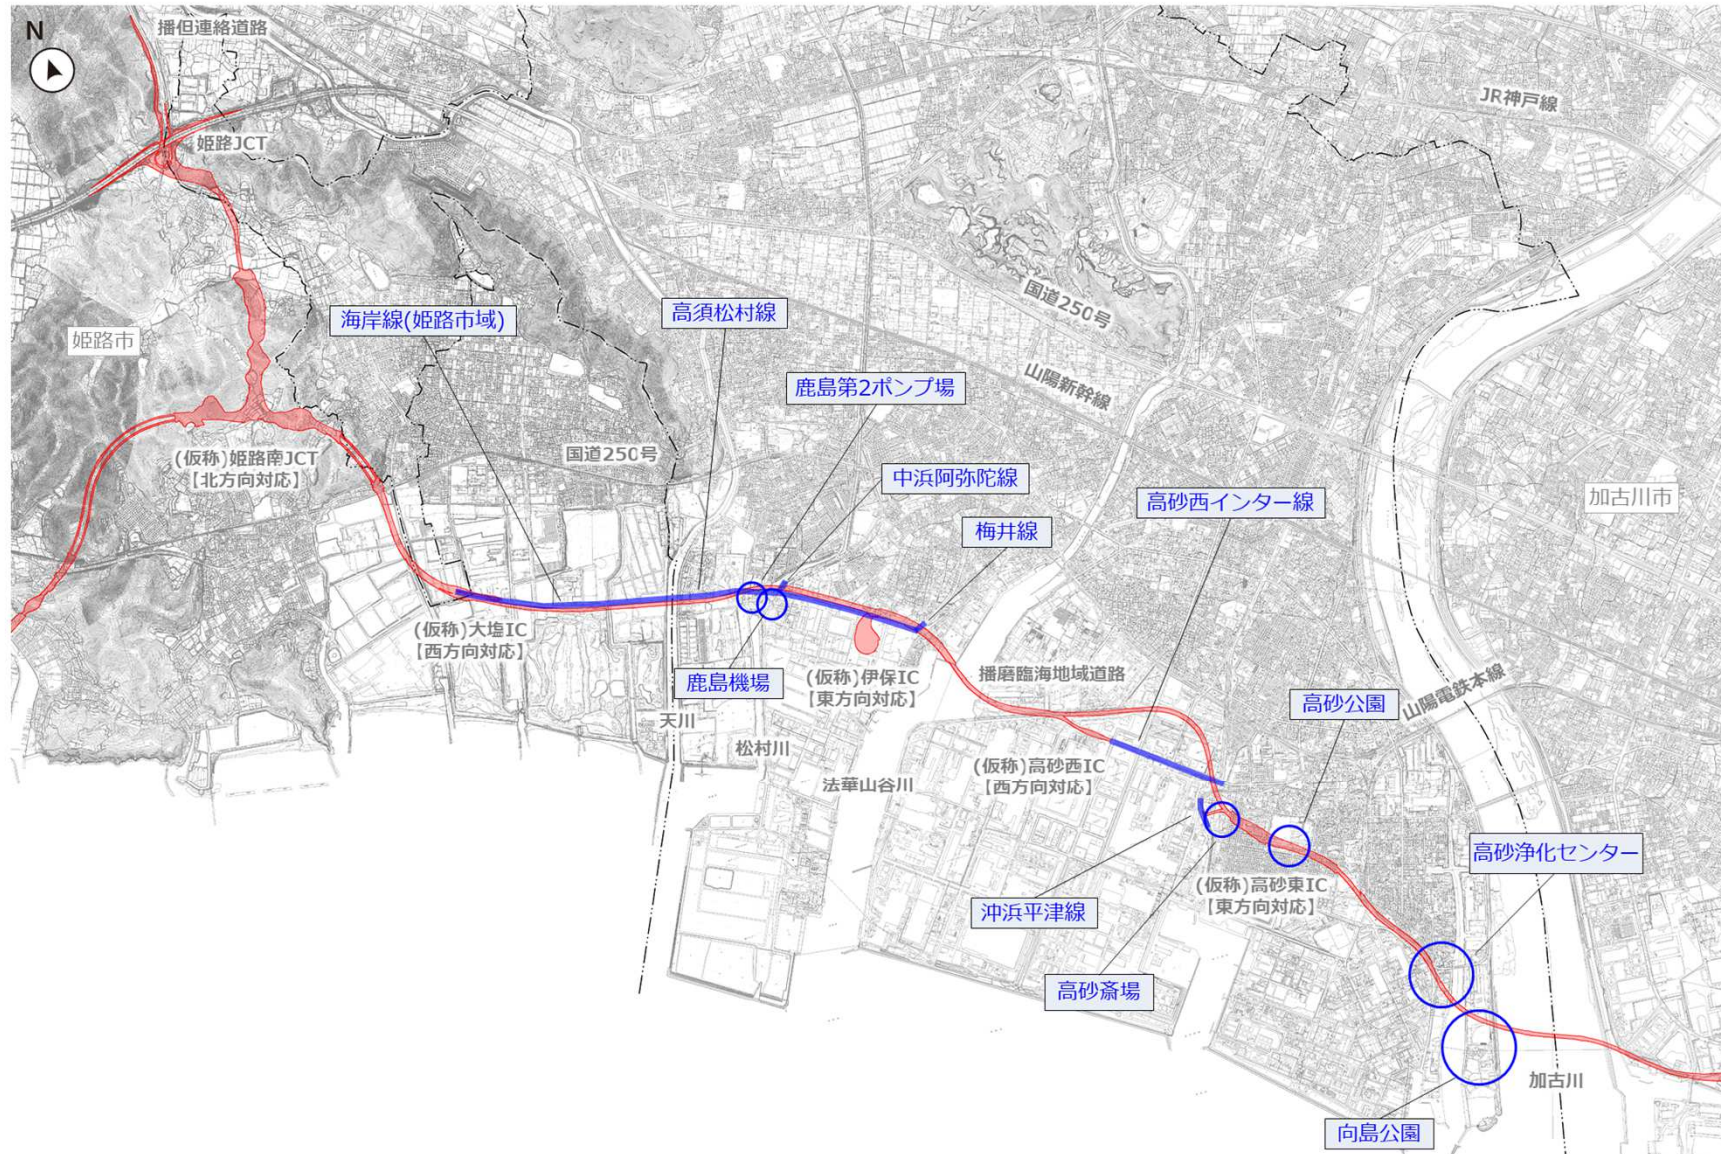 N
播但連絡道路
JR神戸線
姫路JCT
国道250号
海岸線(姫路市域)
高須松村線
姫路市
山陽新幹線
鹿島第2ポンプ場
国道250号
(仮称)姫路南JCT
【北方向対応】
中浜阿弥陀線
高砂西インター線
加古川市
梅井線
(仮称)大塩IC
【西方向対応】
鹿島機場
(仮称)伊保IC
【東方向対応】
播磨臨海地域道路
高砂公園
山陽電鉄本線
天川
松村川
法華山谷川
(仮称)高砂西IC
【西方向対応】
高砂浄化センター
(仮称)高砂東IC
【東方向対応】
沖浜平津線
高砂斎場
加古川
向島公園